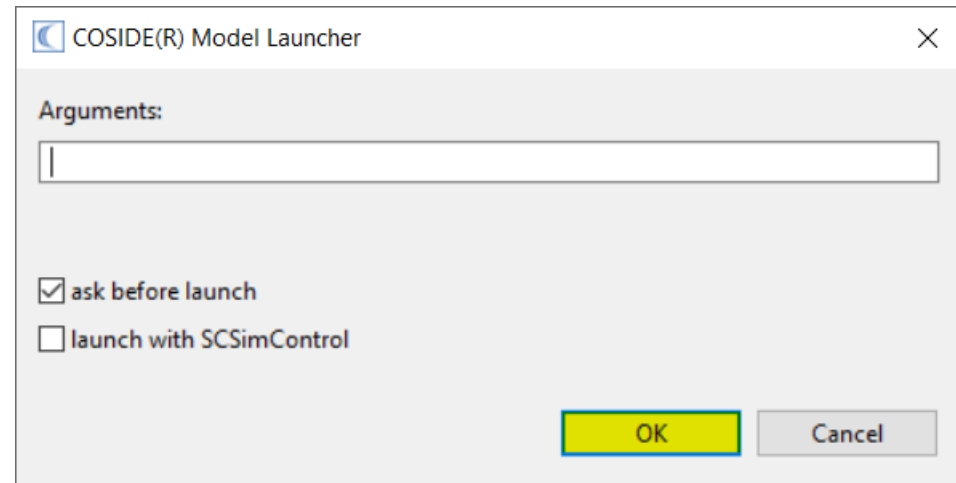 COSIDE(R) Model Launcher
Arguments:
ask before launch
launch with SCSimControl
OK Cancel